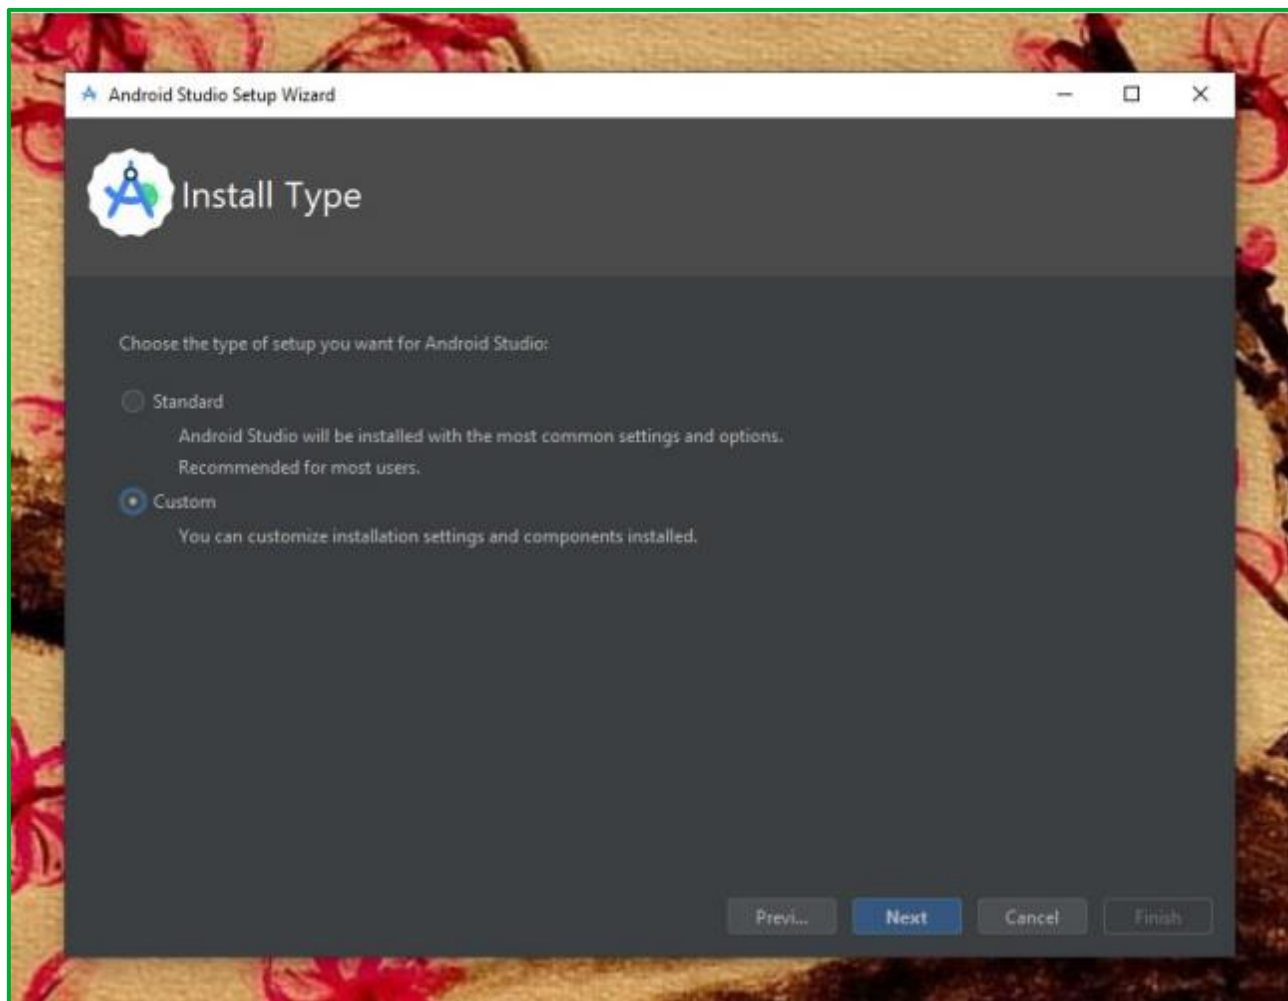 Android Studio Setup Wizard
Install Type
Choose the type of setup you want for Android Studio:
Standard
Android Studio will be installed with the most common settings and options.
Recommended for most users.
Custom
You can customize installation settings and components installed.
Previ... Next Cancel Finish